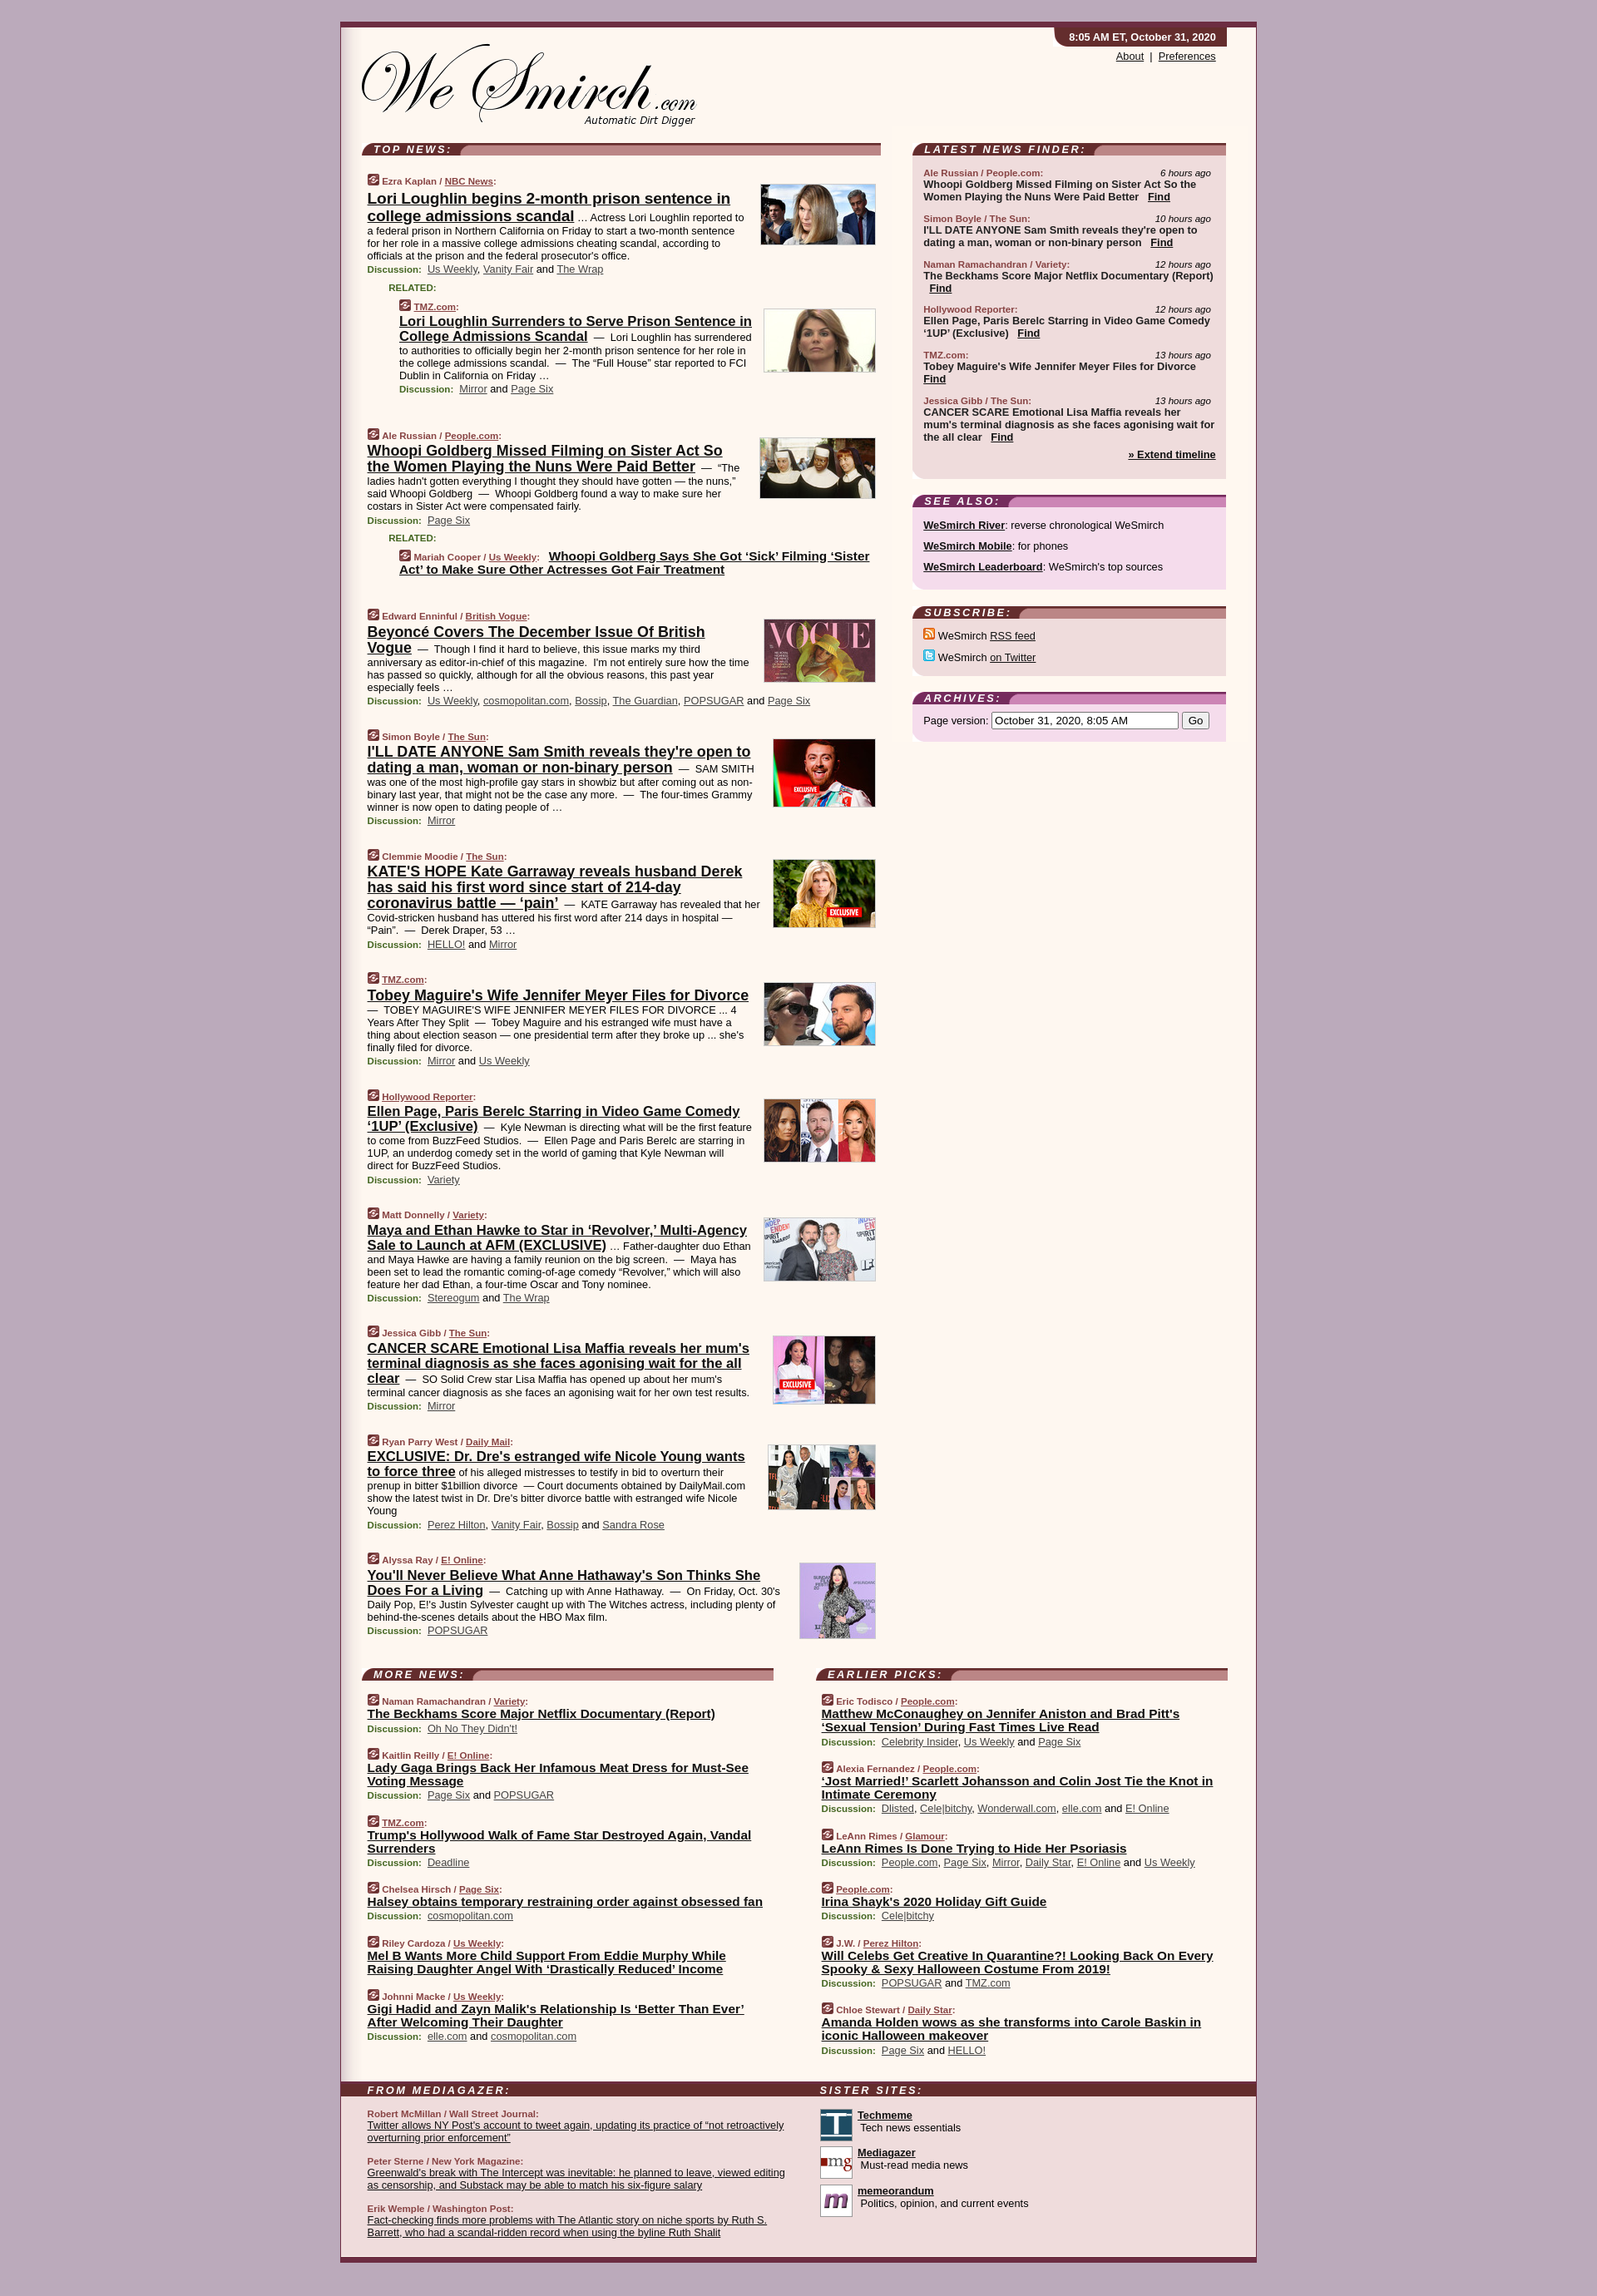 8:05 AM ET, October 31, 2020
About | Preferences
We Smirch.com
Automatic Dirt Digger
TOP NEWS:
Ezra Kaplan / NBC News:
Lori Loughlin begins 2-month prison sentence in
college admissions scandal … Actress Lori Loughlin reported to
a federal prison in Northern California on Friday to start a two-month sentence
for her role in a massive college admissions cheating scandal, according to
officials at the prison and the federal prosecutor's office.
Discussion: Us Weekly, Vanity Fair and The Wrap
RELATED:
TMZ.com:
Lori Loughlin Surrenders to Serve Prison Sentence in
College Admissions Scandal — Lori Loughlin has surrendered
to authorities to officially begin her 2-month prison sentence for her role in
the college admissions scandal. — The “Full House” star reported to FCI
Dublin in California on Friday …
Discussion: Mirror and Page Six
Ale Russian / People.com:
Whoopi Goldberg Missed Filming on Sister Act So
the Women Playing the Nuns Were Paid Better — “The
ladies hadn't gotten everything I thought they should have gotten — the nuns,”
said Whoopi Goldberg — Whoopi Goldberg found a way to make sure her
costars in Sister Act were compensated fairly.
Discussion: Page Six
RELATED:
Mariah Cooper / Us Weekly: Whoopi Goldberg Says She Got ‘Sick’ Filming ‘Sister
Act’ to Make Sure Other Actresses Got Fair Treatment
Edward Enninful / British Vogue:
Beyoncé Covers The December Issue Of British
Vogue — Though I find it hard to believe, this issue marks my third
anniversary as editor-in-chief of this magazine. I'm not entirely sure how the time
has passed so quickly, although for all the obvious reasons, this past year
especially feels …
Discussion: Us Weekly, cosmopolitan.com, Bossip, The Guardian, POPSUGAR and Page Six
VOGUE
Simon Boyle / The Sun:
I'LL DATE ANYONE Sam Smith reveals they're open to
dating a man, woman or non-binary person — SAM SMITH
was one of the most high-profile gay stars in showbiz but after coming out as non-
binary last year, that might not be the case any more. — The four-times Grammy
winner is now open to dating people of …
Discussion: Mirror
EXCLUSIVE
Clemmie Moodie / The Sun:
KATE'S HOPE Kate Garraway reveals husband Derek
has said his first word since start of 214-day
coronavirus battle — ‘pain’ — KATE Garraway has revealed that her
Covid-stricken husband has uttered his first word after 214 days in hospital —
“Pain”. — Derek Draper, 53 …
Discussion: HELLO! and Mirror
EXCLUSIVE
TMZ.com:
Tobey Maguire's Wife Jennifer Meyer Files for Divorce
— TOBEY MAGUIRE'S WIFE JENNIFER MEYER FILES FOR DIVORCE ... 4
Years After They Split — Tobey Maguire and his estranged wife must have a
thing about election season — one presidential term after they broke up ... she's
finally filed for divorce.
Discussion: Mirror and Us Weekly
Hollywood Reporter:
Ellen Page, Paris Berelc Starring in Video Game Comedy
‘1UP’ (Exclusive) — Kyle Newman is directing what will be the first feature
to come from BuzzFeed Studios. — Ellen Page and Paris Berelc are starring in
1UP, an underdog comedy set in the world of gaming that Kyle Newman will
direct for BuzzFeed Studios.
Discussion: Variety
Matt Donnelly / Variety:
Maya and Ethan Hawke to Star in ‘Revolver,’ Multi-Agency
Sale to Launch at AFM (EXCLUSIVE) … Father-daughter duo Ethan
and Maya Hawke are having a family reunion on the big screen. — Maya has
been set to lead the romantic coming-of-age comedy “Revolver,” which will also
feature her dad Ethan, a four-time Oscar and Tony nominee.
Discussion: Stereogum and The Wrap
Jessica Gibb / The Sun:
CANCER SCARE Emotional Lisa Maffia reveals her mum's
terminal diagnosis as she faces agonising wait for the all
clear — SO Solid Crew star Lisa Maffia has opened up about her mum's
terminal cancer diagnosis as she faces an agonising wait for her own test results.
Discussion: Mirror
EXCLUSIVE
Ryan Parry West / Daily Mail:
EXCLUSIVE: Dr. Dre's estranged wife Nicole Young wants
to force three of his alleged mistresses to testify in bid to overturn their
prenup in bitter $1billion divorce — Court documents obtained by DailyMail.com
show the latest twist in Dr. Dre's bitter divorce battle with estranged wife Nicole
Young
Discussion: Perez Hilton, Vanity Fair, Bossip and Sandra Rose
Alyssa Ray / E! Online:
You'll Never Believe What Anne Hathaway's Son Thinks She
Does For a Living — Catching up with Anne Hathaway. — On Friday, Oct. 30's
Daily Pop, E!'s Justin Sylvester caught up with The Witches actress, including plenty of
behind-the-scenes details about the HBO Max film.
Discussion: POPSUGAR
LATEST NEWS FINDER:
Ale Russian / People.com: 6 hours ago
Whoopi Goldberg Missed Filming on Sister Act So the
Women Playing the Nuns Were Paid Better Find
Simon Boyle / The Sun: 10 hours ago
I'LL DATE ANYONE Sam Smith reveals they're open to
dating a man, woman or non-binary person Find
Naman Ramachandran / Variety: 12 hours ago
The Beckhams Score Major Netflix Documentary (Report)
Find
Hollywood Reporter: 12 hours ago
Ellen Page, Paris Berelc Starring in Video Game Comedy
‘1UP’ (Exclusive) Find
TMZ.com: 13 hours ago
Tobey Maguire's Wife Jennifer Meyer Files for Divorce
Find
Jessica Gibb / The Sun: 13 hours ago
CANCER SCARE Emotional Lisa Maffia reveals her
mum's terminal diagnosis as she faces agonising wait for
the all clear Find
» Extend timeline
SEE ALSO:
WeSmirch River: reverse chronological WeSmirch
WeSmirch Mobile: for phones
WeSmirch Leaderboard: WeSmirch's top sources
SUBSCRIBE:
WeSmirch RSS feed
WeSmirch on Twitter
ARCHIVES:
Page version: October 31, 2020, 8:05 AM Go
MORE NEWS:
Naman Ramachandran / Variety:
The Beckhams Score Major Netflix Documentary (Report)
Discussion: Oh No They Didn't!
Kaitlin Reilly / E! Online:
Lady Gaga Brings Back Her Infamous Meat Dress for Must-See
Voting Message
Discussion: Page Six and POPSUGAR
TMZ.com:
Trump's Hollywood Walk of Fame Star Destroyed Again, Vandal
Surrenders
Discussion: Deadline
Chelsea Hirsch / Page Six:
Halsey obtains temporary restraining order against obsessed fan
Discussion: cosmopolitan.com
Riley Cardoza / Us Weekly:
Mel B Wants More Child Support From Eddie Murphy While
Raising Daughter Angel With ‘Drastically Reduced’ Income
Johnni Macke / Us Weekly:
Gigi Hadid and Zayn Malik's Relationship Is ‘Better Than Ever’
After Welcoming Their Daughter
Discussion: elle.com and cosmopolitan.com
EARLIER PICKS:
Eric Todisco / People.com:
Matthew McConaughey on Jennifer Aniston and Brad Pitt's
‘Sexual Tension’ During Fast Times Live Read
Discussion: Celebrity Insider, Us Weekly and Page Six
Alexia Fernandez / People.com:
‘Jost Married!’ Scarlett Johansson and Colin Jost Tie the Knot in
Intimate Ceremony
Discussion: Dlisted, Cele|bitchy, Wonderwall.com, elle.com and E! Online
LeAnn Rimes / Glamour:
LeAnn Rimes Is Done Trying to Hide Her Psoriasis
Discussion: People.com, Page Six, Mirror, Daily Star, E! Online and Us Weekly
People.com:
Irina Shayk's 2020 Holiday Gift Guide
Discussion: Cele|bitchy
J.W. / Perez Hilton:
Will Celebs Get Creative In Quarantine?! Looking Back On Every
Spooky & Sexy Halloween Costume From 2019!
Discussion: POPSUGAR and TMZ.com
Chloe Stewart / Daily Star:
Amanda Holden wows as she transforms into Carole Baskin in
iconic Halloween makeover
Discussion: Page Six and HELLO!
FROM MEDIAGAZER:
Robert McMillan / Wall Street Journal:
Twitter allows NY Post's account to tweet again, updating its practice of “not retroactively
overturning prior enforcement”
Peter Sterne / New York Magazine:
Greenwald's break with The Intercept was inevitable: he planned to leave, viewed editing
as censorship, and Substack may be able to match his six-figure salary
Erik Wemple / Washington Post:
Fact-checking finds more problems with The Atlantic story on niche sports by Ruth S.
Barrett, who had a scandal-ridden record when using the byline Ruth Shalit
SISTER SITES:
Techmeme
Tech news essentials
mg
Mediagazer
Must-read media news
m
memeorandum
Politics, opinion, and current events